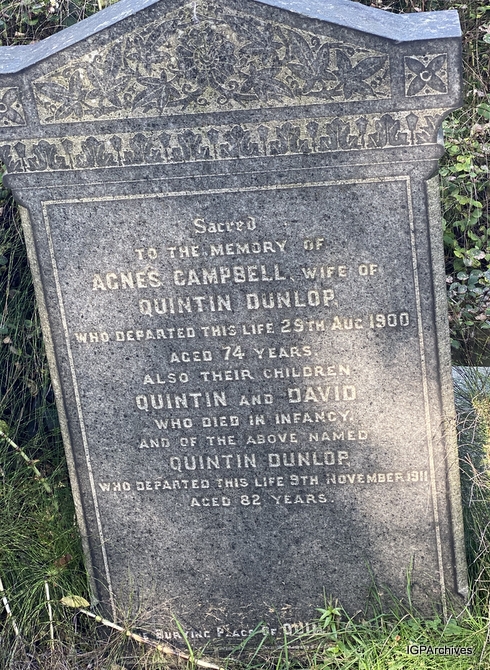 Sacred
TO THE MEMORY OF
AGNES CAMPBELL, WIFE OF
QUINTIN DUNLOP,
WHO DEPARTED THIS LIFE 29TH AUG 1900
AGED 74 YEARS.
ALSO THEIR CHILDREN
QUINTIN AND DAVID
WHO DIED IN INFANCY,
AND OF THE ABOVE NAMED
QUINTIN DUNLOP,
WHO DEPARTED THIS LIFE 9TH NOVEMBER 1911
AGED 82 YEARS.
BURYING PLACE OF
IGPArchives